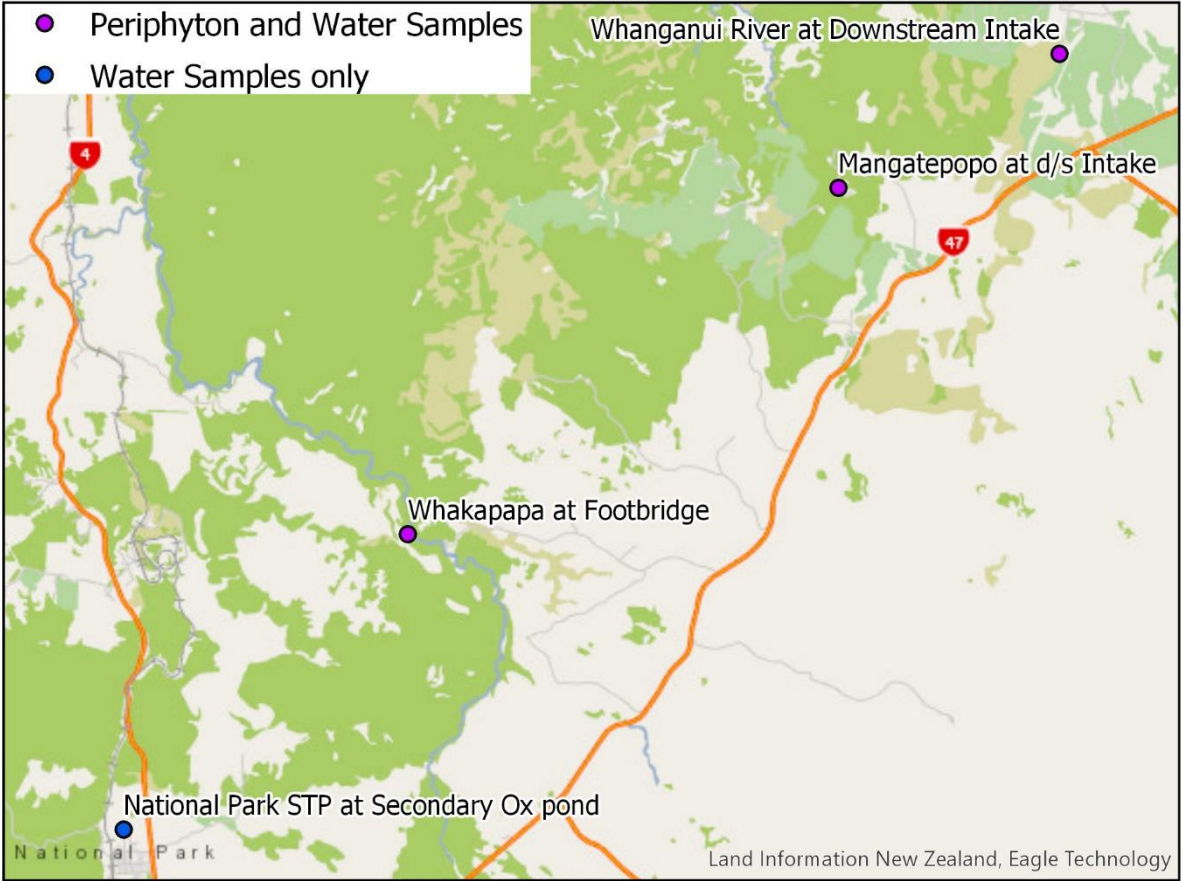 Periphyton and Water Samples
Water Samples only
Whanganui River at Downstream Intake
4
Mangatepopo at d/s Intake
47
Whakapapa at Footbridge
National Park STP at Secondary Ox pond
National Park
Land Information New Zealand, Eagle Technology